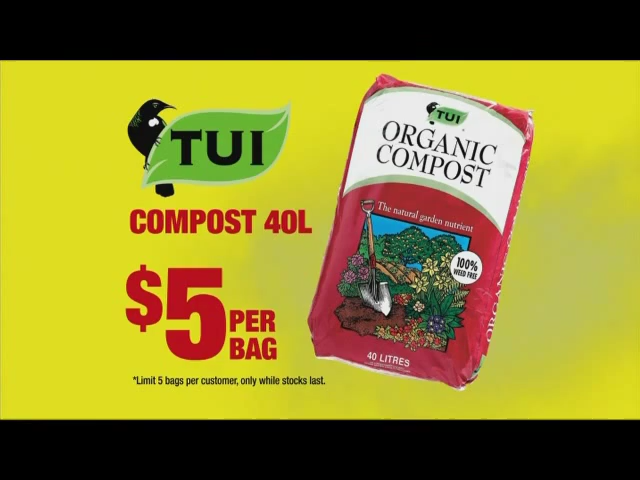 TUI
COMPOST 40L
$5 PER
BAG
*Limit 5 bags per customer, only while stocks last.
TUI
ORGANIC
COMPOST
The natural garden nutrient
100%
WEED FREE
40 LITRES
ORGANIC